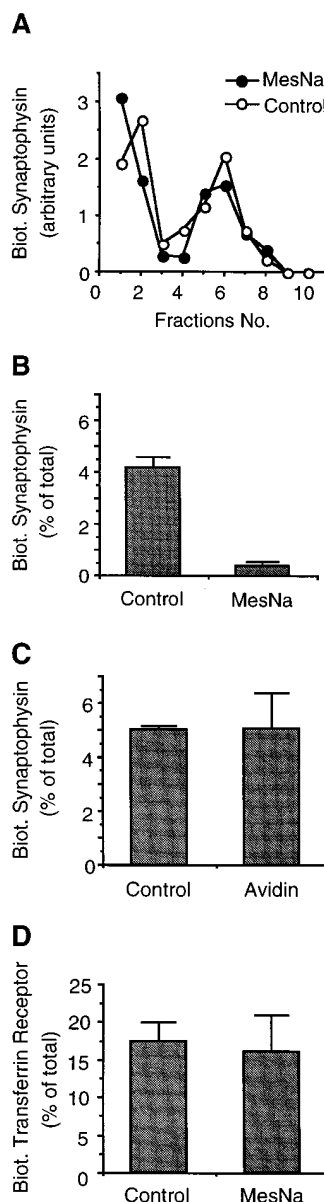 A
MesNa
Control
Biot. Synaptophysin
(arbitrary units)
3
2
1
0
0 2 4 6 8 10
Fractions No.
B
Biot. Synaptophysin
(% of total)
6
4
2
0
Control MesNa
C
Biot. Synaptophysin
(% of total)
6
4
2
0
Control Avidin
D
Biot. Transferrin Receptor
(% of total)
25
20
15
10
5
0
Control MesNa